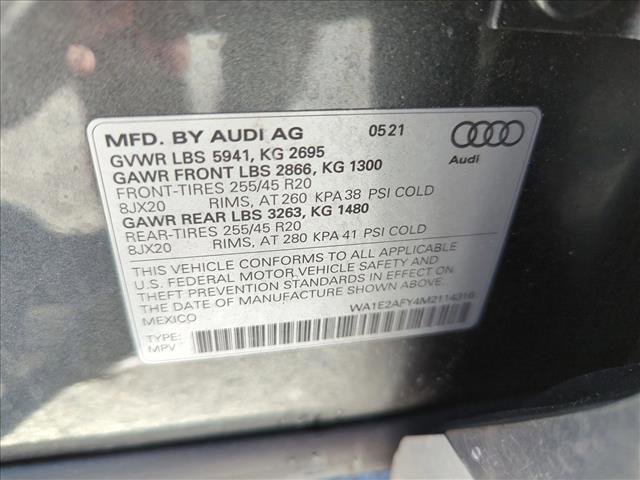 MFD. BY AUDI AG 05 21
GVWR LBS 5941, KG 2695
GAWR FRONT LBS 2866, KG 1300
FRONT-TIRES 255/45 R20
8JX20 RIMS, AT 260 KPA 38 PSI COLD
GAWR REAR LBS 3263, KG 1480
REAR-TIRES 255/45 R20
8JX20 RIMS, AT 280 KPA 41 PSI COLD
Audi
THIS VEHICLE CONFORMS TO ALL APPLICABLE
U.S. FEDERAL MOTOR VEHICLE SAFETY AND
THEFT PREVENTION STANDARDS IN EFFECT ON THE
DATE OF MANUFACTURE SHOWN ABOVE.
MEXICO WA1E2AFY4M2114316
TYPE:
MPV